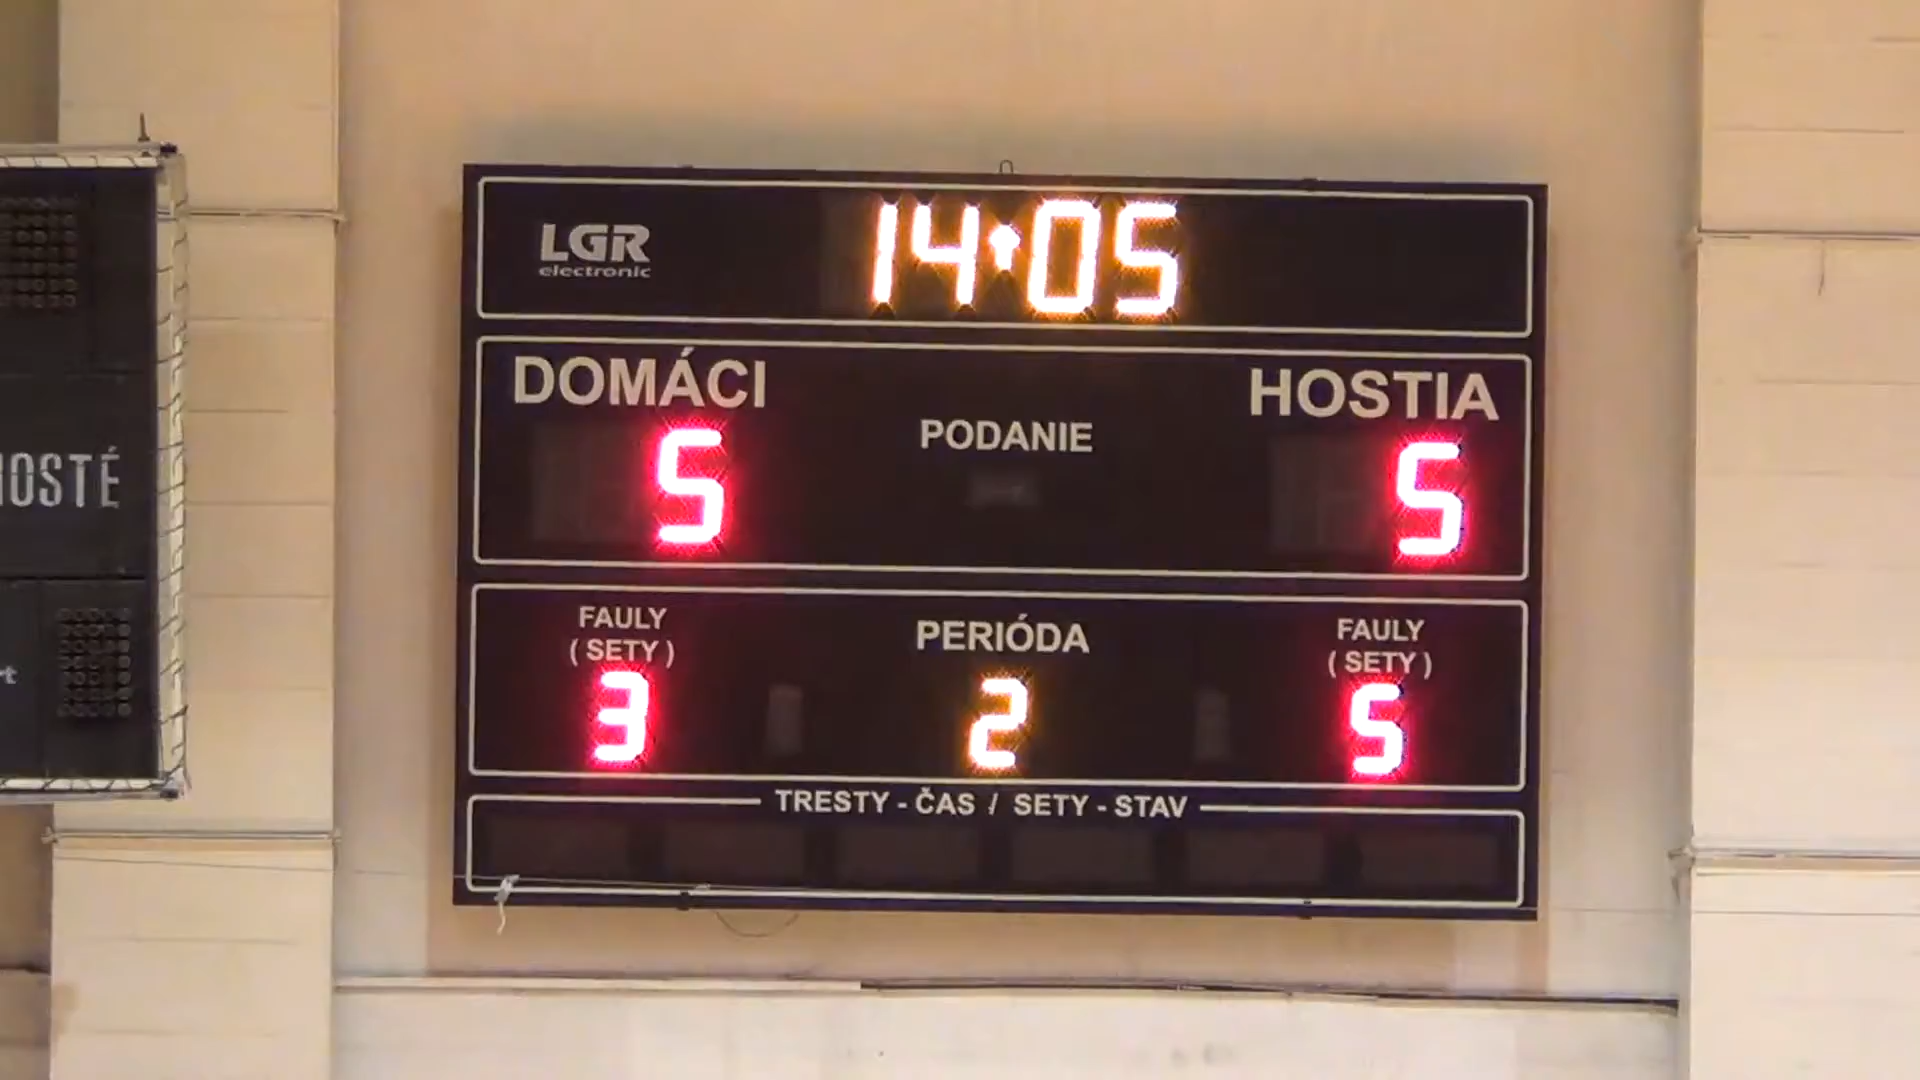 LGR
electronic
14:05
DOMÁCI
HOSTIA
PODANIE
5
5
FAULY
( SETY )
PERIÓDA
FAULY
( SETY )
3
2
5
TRESTY - ČAS / SETY - STAV